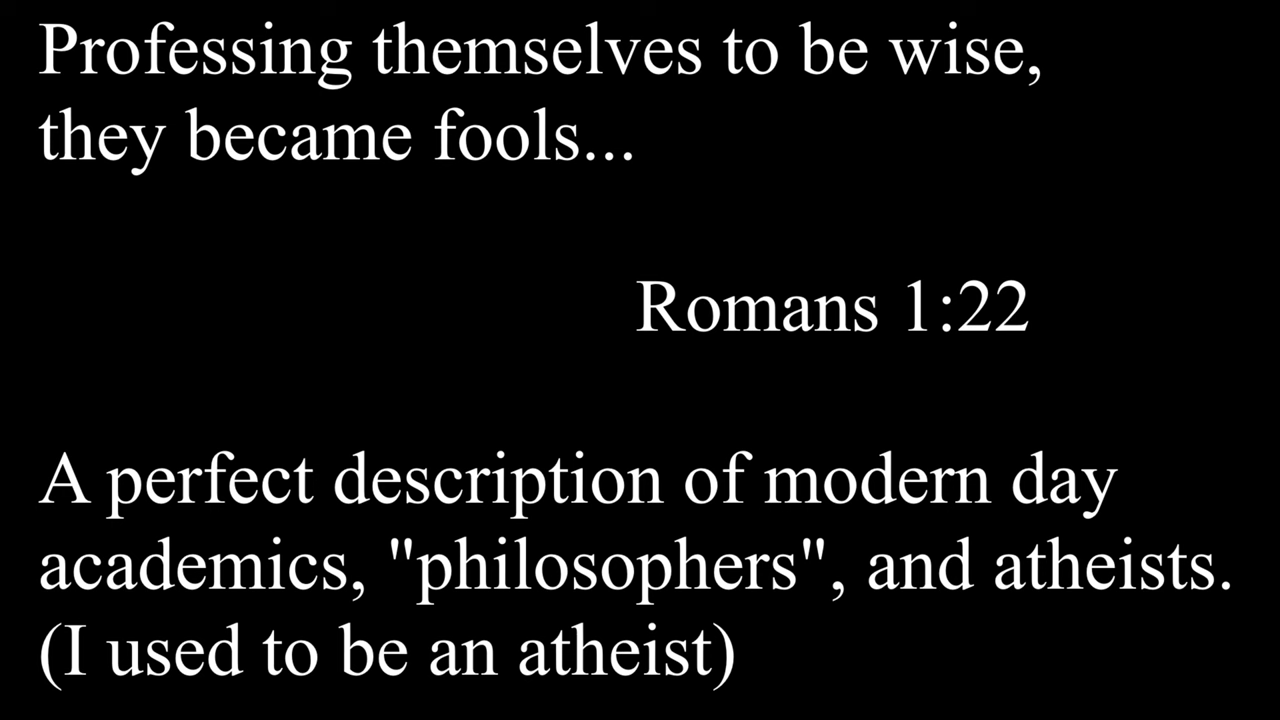 Professing themselves to be wise,
they became fools...
Romans 1:22
A perfect description of modern day
academics, "philosophers", and atheists.
(I used to be an atheist)